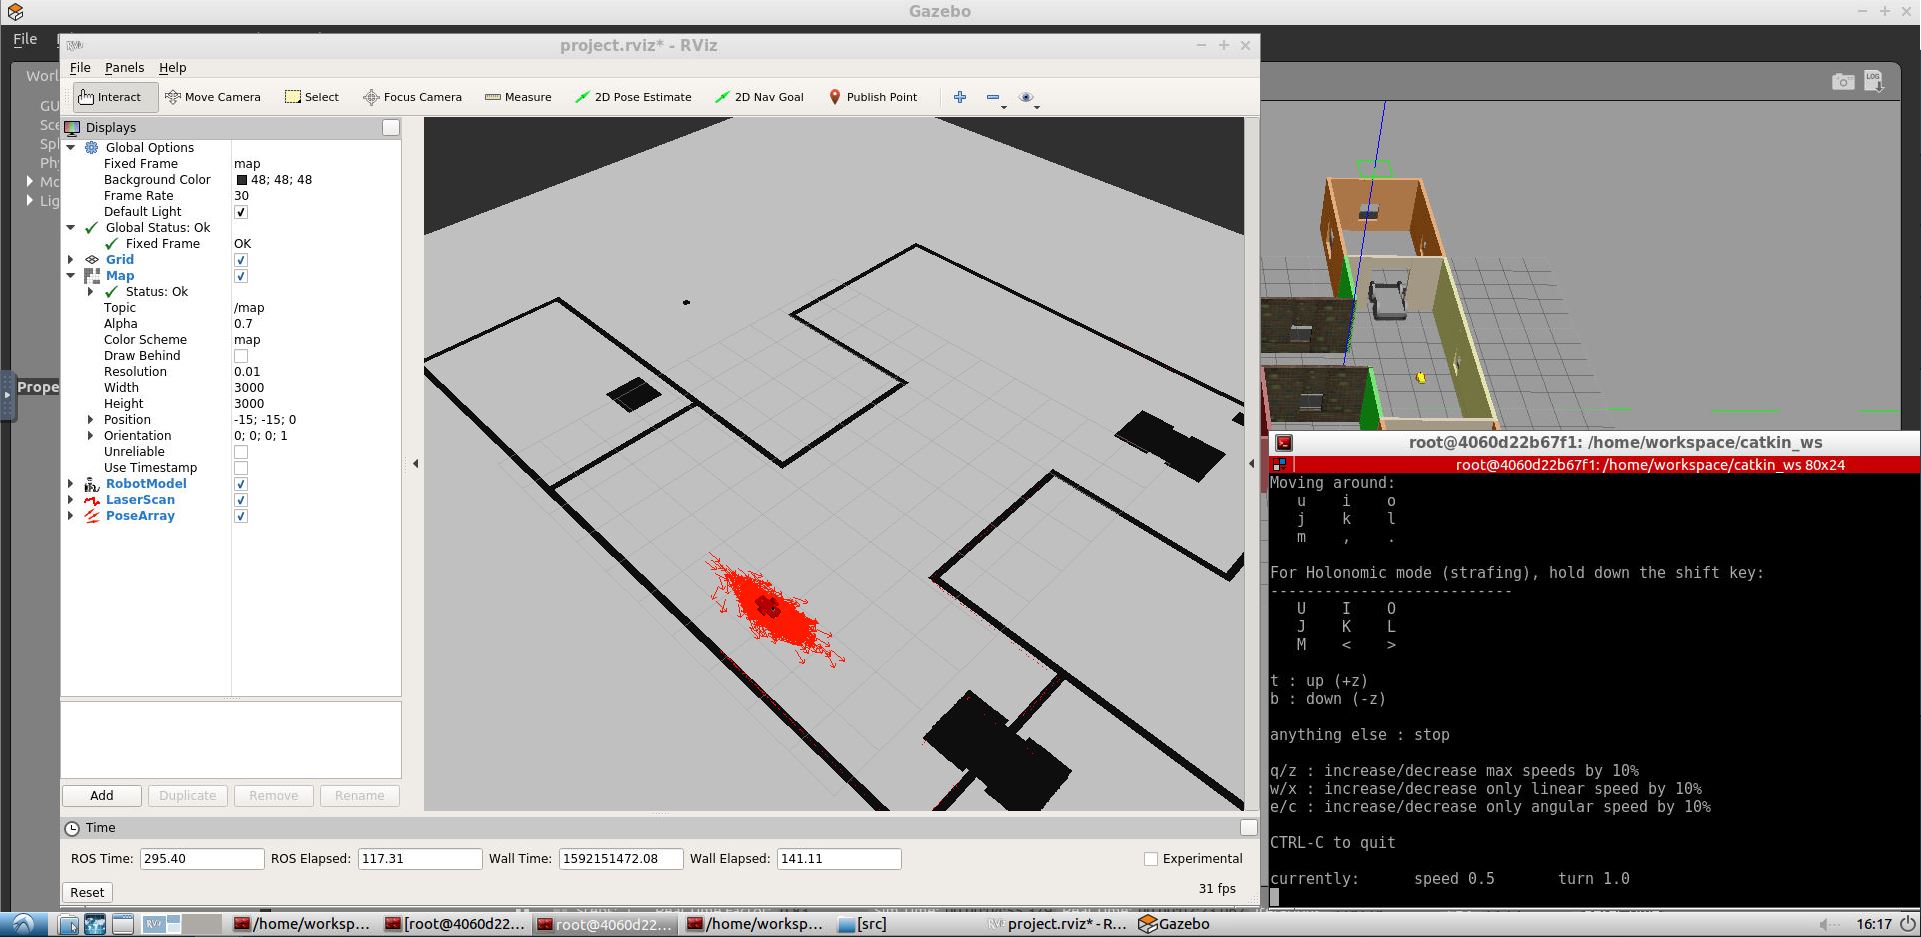 Gazebo
File
project.rviz* - RViz
File Panels Help
Interact Move Camera Select Focus Camera Measure 2D Pose Estimate 2D Nav Goal Publish Point
LOG
Displays
Global Options
Fixed Frame map
Background Color 48; 48; 48
Frame Rate 30
Default Light
Global Status: Ok
Fixed Frame OK
Grid
Map
Status: Ok
Topic /map
Alpha 0.7
Color Scheme map
Draw Behind
Resolution 0.01
Width 3000
Height 3000
Position -15; -15; 0
Orientation 0; 0; 0; 1
Unreliable
Use Timestamp
RobotModel
LaserScan
PoseArray
Add Duplicate Remove Rename
Time
ROS Time: 295.40 ROS Elapsed: 117.31 Wall Time: 1592151472.08 Wall Elapsed: 141.11 Experimental
Reset 31 fps
Worl
GU
Sce
Sp
Phy
Mo
Lig
Prope
root@4060d22b67f1: /home/workspace/catkin_ws
root@4060d22b67f1: /home/workspace/catkin_ws 80x24
Moving around:
u i o
j k l
m , .
For Holonomic mode (strafing), hold down the shift key:
---------------------------
U I O
J K L
M < >
t : up (+z)
b : down (-z)
anything else : stop
q/z : increase/decrease max speeds by 10%
w/x : increase/decrease only linear speed by 10%
e/c : increase/decrease only angular speed by 10%
CTRL-C to quit
currently: speed 0.5 turn 1.0
/home/worksp... [root@4060d22... root@4060d22... /home/worksp... [src] project.rviz* - R... Gazebo 16:17